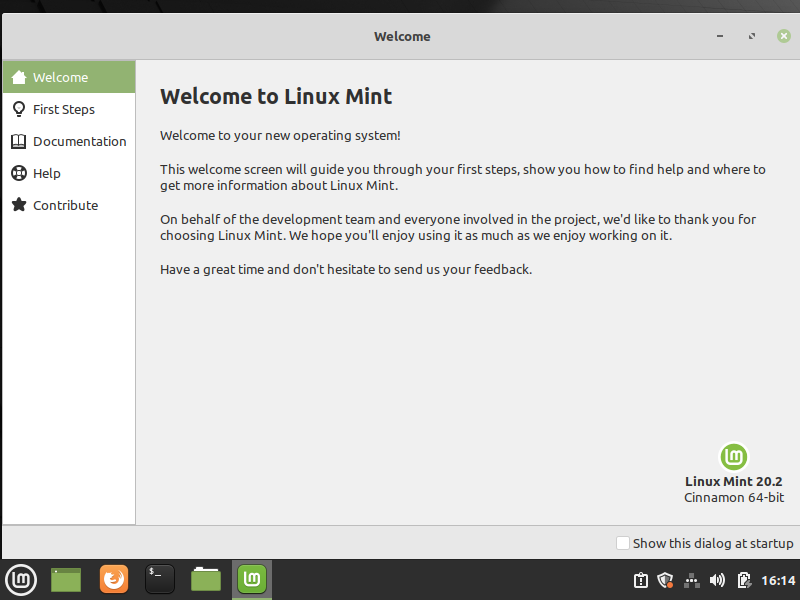 Welcome
Welcome
First Steps
Documentation
Help
Contribute
Welcome to Linux Mint
Welcome to your new operating system!
This welcome screen will guide you through your first steps, show you how to find help and where to
get more information about Linux Mint.
On behalf of the development team and everyone involved in the project, we'd like to thank you for
choosing Linux Mint. We hope you'll enjoy using it as much as we enjoy working on it.
Have a great time and don't hesitate to send us your feedback.
Linux Mint 20.2
Cinnamon 64-bit
Show this dialog at startup
$_
16:14